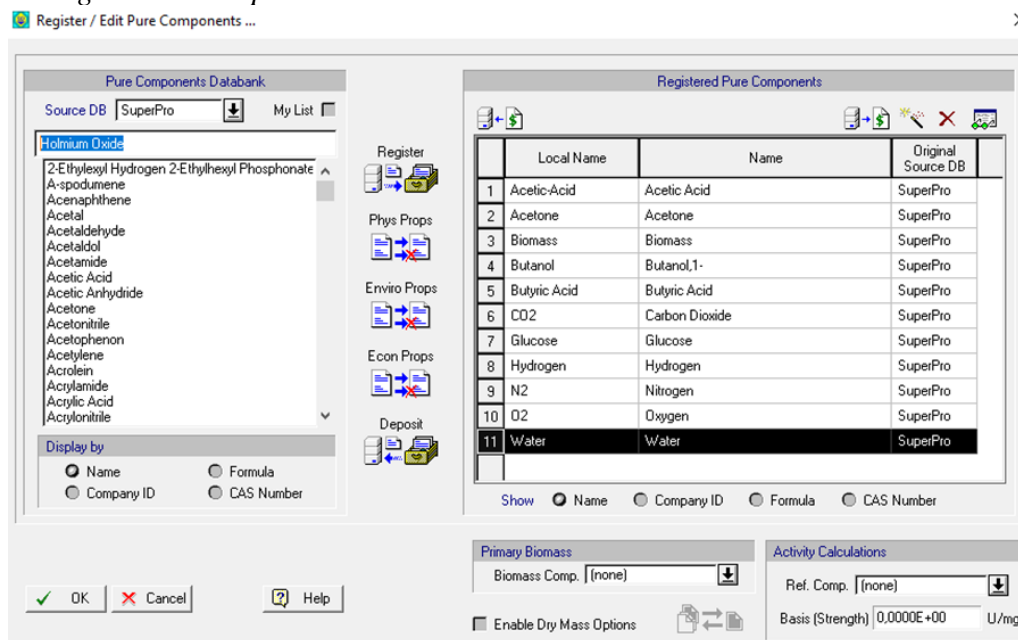 Register / Edit Pure Components ...
Pure Components Databank
Source DB SuperPro My List
Holmium Oxide
2-Ethylexyl Hydrogen 2-Ethylhexyl Phosphonate
A-spodumene
Acenaphthene
Acetal
Acetaldehyde
Acetaldol
Acetamide
Acetic Acid
Acetic Anhydride
Acetone
Acetonitrile
Acetophenon
Acetylene
Acrolein
Acrylamide
Acrylic Acid
Acrylonitrile
Display by
Name Formula
Company ID CAS Number
Register
Phys Props
Enviro Props
Econ Props
Deposit
Registered Pure Components
Local Name Name Original Source DB
1 Acetic-Acid Acetic Acid SuperPro
2 Acetone Acetone SuperPro
3 Biomass Biomass SuperPro
4 Butanol Butanol,1- SuperPro
5 Butyric Acid Butyric Acid SuperPro
6 CO2 Carbon Dioxide SuperPro
7 Glucose Glucose SuperPro
8 Hydrogen Hydrogen SuperPro
9 N2 Nitrogen SuperPro
10 O2 Oxygen SuperPro
11 Water Water SuperPro
Show Name Company ID Formula CAS Number
Primary Biomass
Biomass Comp. (none)
Enable Dry Mass Options
Activity Calculations
Ref. Comp. (none)
Basis (Strength) 0,0000E+00 U/mg
OK Cancel Help